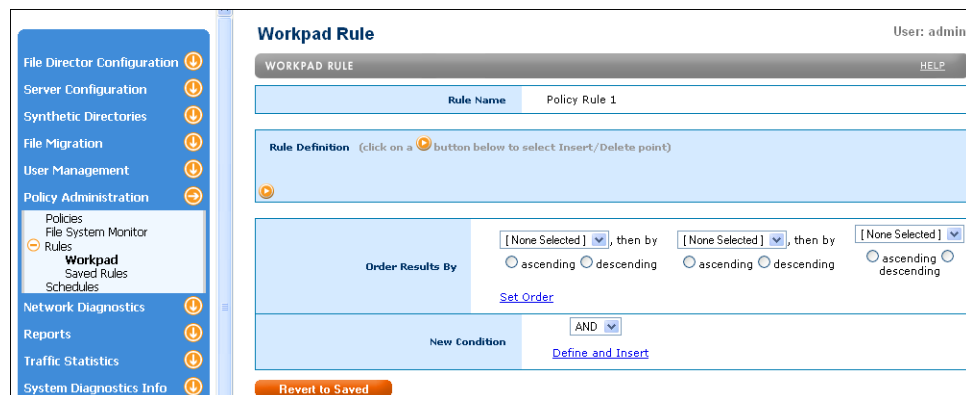 File Director Configuration
Server Configuration
Synthetic Directories
File Migration
User Management
Policy Administration
Policies
File System Monitor
Rules
Workpad
Saved Rules
Schedules
Network Diagnostics
Reports
Traffic Statistics
System Diagnostics Info
Workpad Rule
User: admin
WORKPAD RULE
HELP
Rule Name
Policy Rule 1
Rule Definition (click on a button below to select Insert/Delete point)
Order Results By
[ None Selected ] , then by [ None Selected ] , then by [ None Selected ]
ascending descending ascending descending ascending
descending
Set Order
New Condition
AND
Define and Insert
Revert to Saved